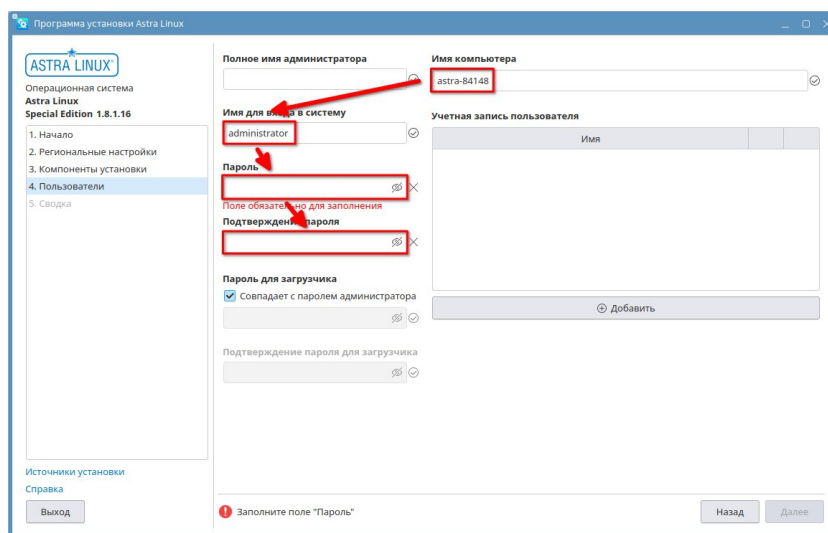 Программа установки Astra Linux
ASTRA LINUX
Операционная система
Astra Linux
Special Edition 1.8.1.16
1. Начало
2. Региональные настройки
3. Компоненты установки
4. Пользователи
5. Сводка
Источники установки
Справка
Выход
Полное имя администратора
Имя для входа в систему
administrator
Пароль
Поле обязательно для заполнения
Подтверждение пароля
Пароль для загрузчика
Совпадает с паролем администратора
Подтверждение пароля для загрузчика
Имя компьютера
astra-84148
Учетная запись пользователя
Имя
Добавить
Заполните поле "Пароль"
Назад
Далее